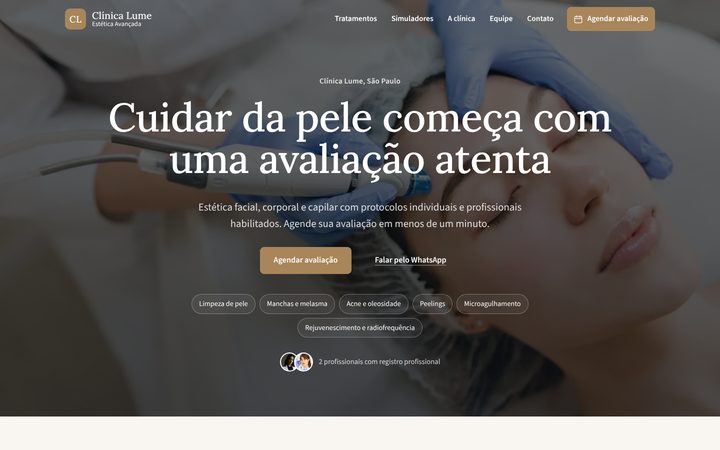 CL
Clínica Lume
Estética Avançada
Tratamentos
Simuladores
A clínica
Equipe
Contato
Agendar avaliação
Clínica Lume, São Paulo
Cuidar da pele começa com
uma avaliação atenta
Estética facial, corporal e capilar com protocolos individuais e profissionais
habilitados. Agende sua avaliação em menos de um minuto.
Agendar avaliação
Falar pelo WhatsApp
Limpeza de pele
Manchas e melasma
Acne e oleosidade
Peelings
Microagulhamento
Rejuvenescimento e radiofrequência
2 profissionais com registro profissional